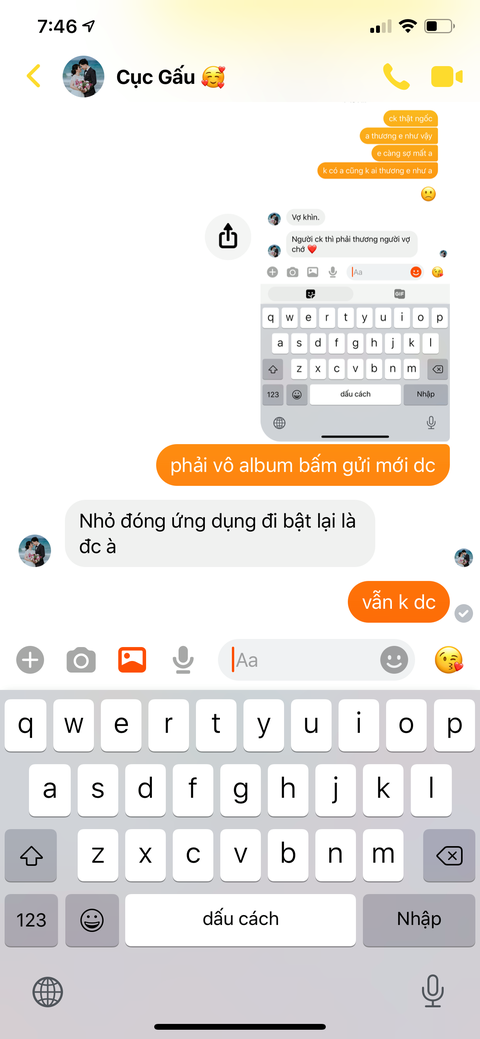 7:46
Cục Gấu 🥰
ck thật ngốc
a thương e như vậy
e càng sợ mất a
k có a cũng k ai thương e như a
🙁
Vợ khìn.
Người ck thì phải thương người vợ
chớ ❤️
Aa
GIF
q w e r t y u i o p
a s d f g h j k l
z x c v b n m
123 dấu cách Nhập
phải vô album bấm gửi mới dc
Nhỏ đóng ứng dụng đi bật lại là
đc à
vẫn k dc
Aa
q w e r t y u i o p
a s d f g h j k l
z x c v b n m
123 dấu cách Nhập